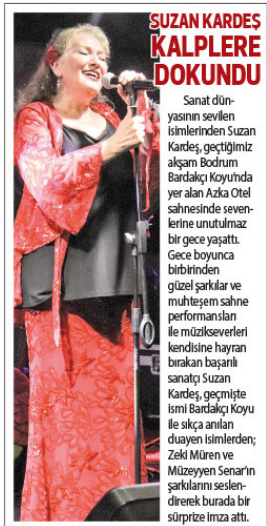 SUZAN KARDEŞ
KALPLERE
DOKUNDU
Sanat dün-
yasının sevilen
isimlerinden Suzan
Kardeş, geçtiğimiz
akşam Bodrum
Bardakçı Koyu'nda
yer alan Azka Otel
sahnesinde seven-
lerine unutulmaz
bir gece yaşattı.
Gece boyunca
birbirinden
güzel şarkılar ve
muhteşem sahne
performansları
ile müzikseverleri
kendisine hayran
bırakan başarılı
sanatçı Suzan
Kardeş, geçmişte
ismi Bardakçı Koyu
ile sıkça anılan
duayen isimlerden;
Zeki Müren ve
Müzeyyen Senar'ın
şarkılarını seslen-
direrek burada bir
sürprize imza attı.